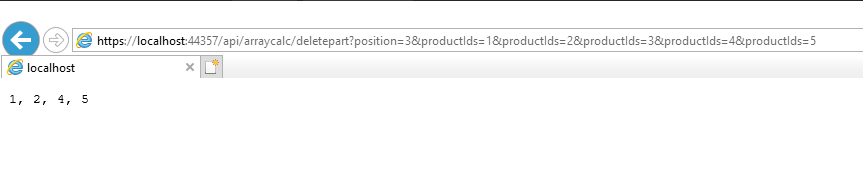 https://localhost:44357/api/arraycalc/deletepart?position=3&productIds=1&productIds=2&productIds=3&productIds=4&productIds=5
localhost
1, 2, 4, 5